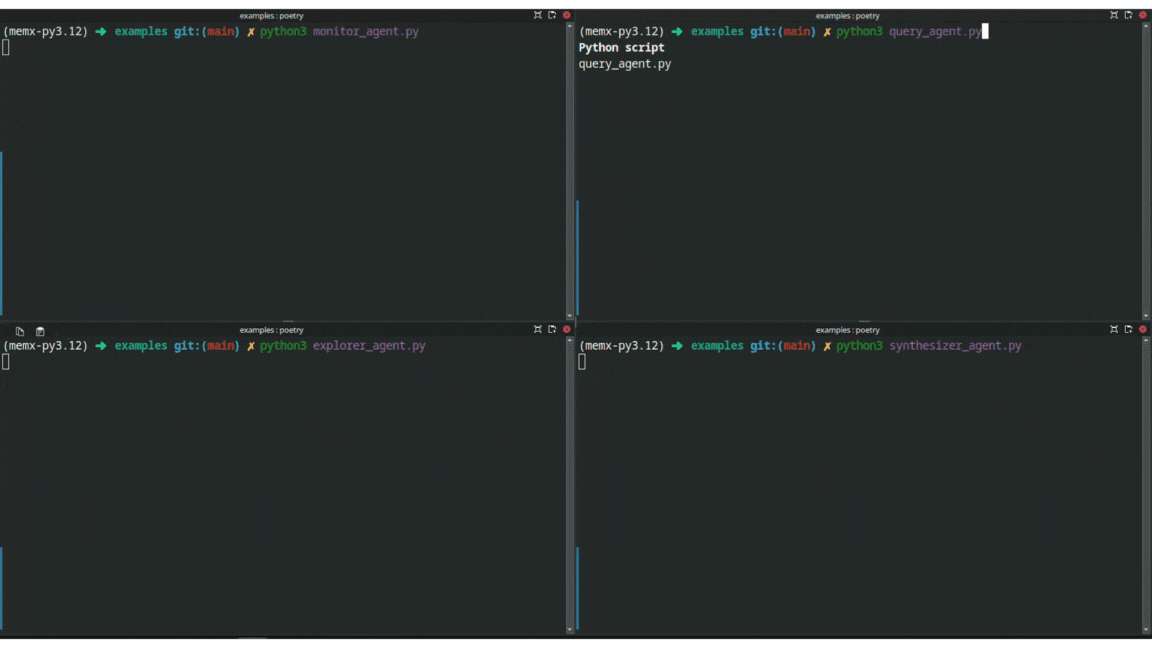 examples : poetry
(memx-py3.12) ➜ examples git:(main) ✗ python3 monitor_agent.py
examples : poetry
(memx-py3.12) ➜ examples git:(main) ✗ python3 query_agent.py
Python script
query_agent.py
examples : poetry
(memx-py3.12) ➜ examples git:(main) ✗ python3 explorer_agent.py
examples : poetry
(memx-py3.12) ➜ examples git:(main) ✗ python3 synthesizer_agent.py